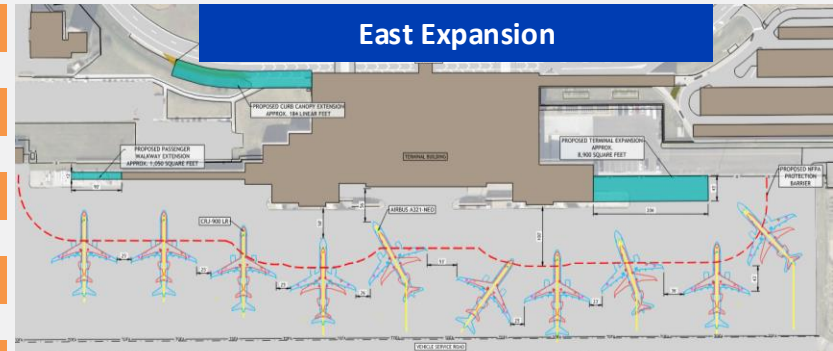 East Expansion
PROPOSED CURB CANOPY EXTENSION
APPROX. 184 LINEAR FEET
PROPOSED PASSENGER
WALKWAY EXTENSION
APPROX. 1,050 SQUARE FEET
TERMINAL BUILDING
PROPOSED TERMINAL EXPANSION
APPROX.
8,900 SQUARE FEET
PROPOSED NFPA
PROTECTION
BARRIER
CRJ-900 LR
AIRBUS A321-NEO
VEHICLE SERVICE ROAD